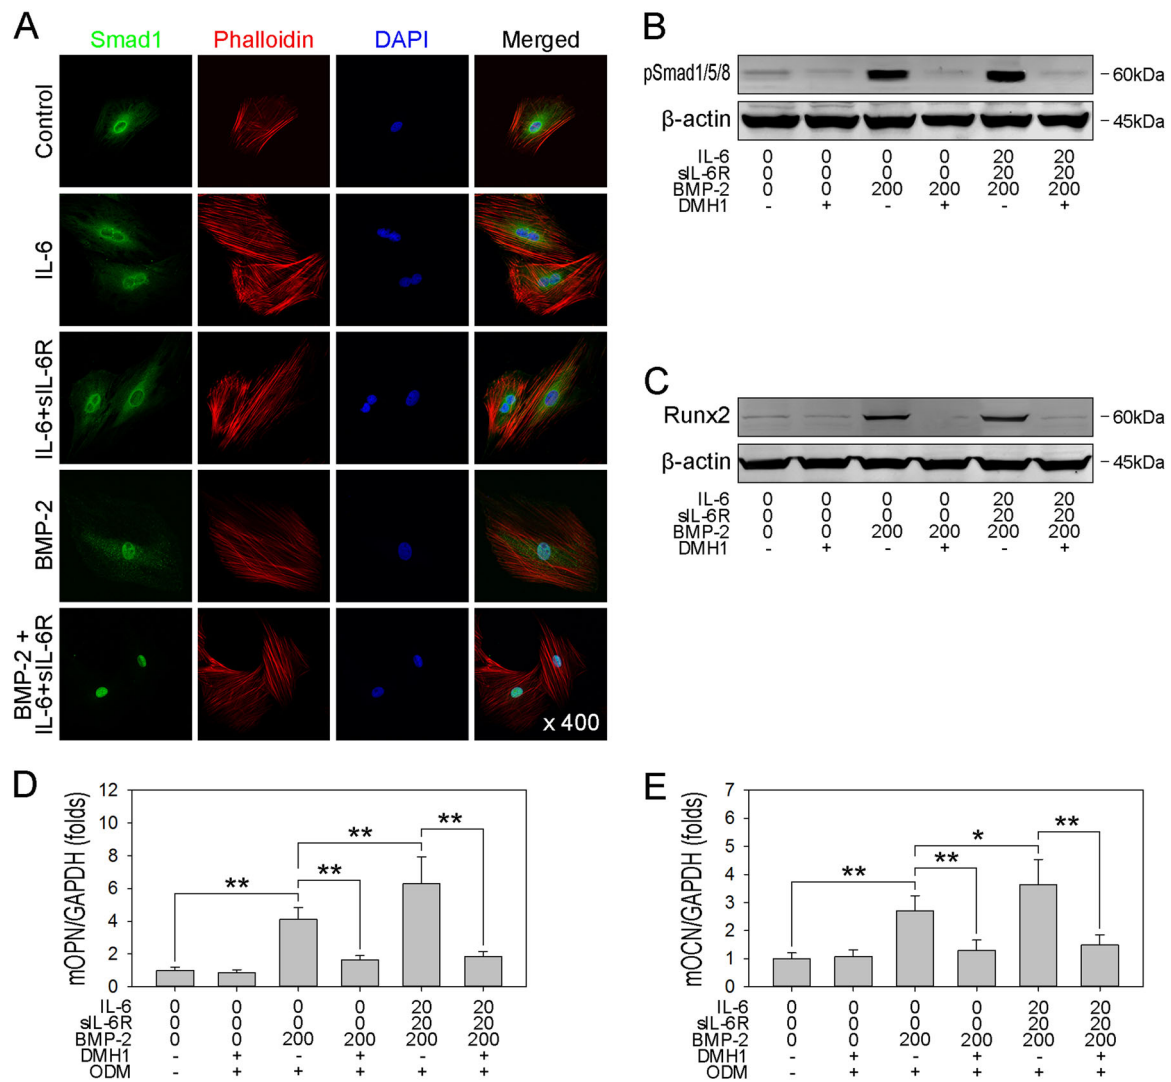 A
Smad1 Phalloidin DAPI Merged
Control
IL-6
IL-6+sIL-6R
BMP-2
BMP-2 +
IL-6+sIL-6R
x 400
B
pSmad1/5/8 60kDa
β-actin 45kDa
IL-6 0 0 0 0 20 20
sIL-6R 0 0 0 0 20 20
BMP-2 0 0 200 200 200 200
DMH1 - + - + - +
C
Runx2 60kDa
β-actin 45kDa
IL-6 0 0 0 0 20 20
sIL-6R 0 0 0 0 20 20
BMP-2 0 0 200 200 200 200
DMH1 - + - + - +
D
mOPN/GAPDH (folds)
12
10
8
6
4
2
0
** ** ** **
IL-6 0 0 0 0 20 20
sIL-6R 0 0 0 0 20 20
BMP-2 0 0 200 200 200 200
DMH1 - + - + - +
ODM - + + + + +
E
mOCN/GAPDH (folds)
7
6
5
4
3
2
1
0
** ** * **
IL-6 0 0 0 0 20 20
sIL-6R 0 0 0 0 20 20
BMP-2 0 0 200 200 200 200
DMH1 - + - + - +
ODM - + + + + +